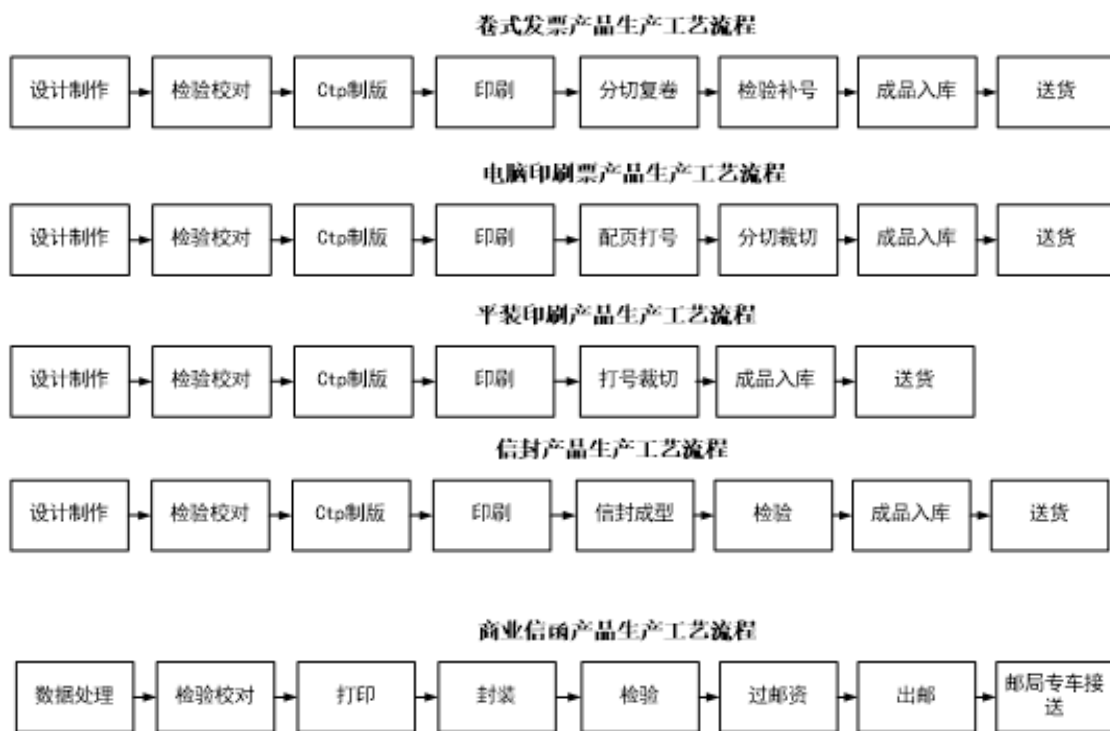 卷式发票产品生产工艺流程
设计制作 检验校对 Ctp制版 印刷 分切复卷 检验补号 成品入库 送货
电脑印刷票产品生产工艺流程
设计制作 检验校对 Ctp制版 印刷 配页打号 分切裁切 成品入库 送货
平装印刷产品生产工艺流程
设计制作 检验校对 Ctp制版 印刷 打号裁切 成品入库 送货
信封产品生产工艺流程
设计制作 检验校对 Ctp制版 印刷 信封成型 检验 成品入库 送货
商业信函产品生产工艺流程
数据处理 检验校对 打印 封装 检验 过邮资 出邮 邮局专车接
送